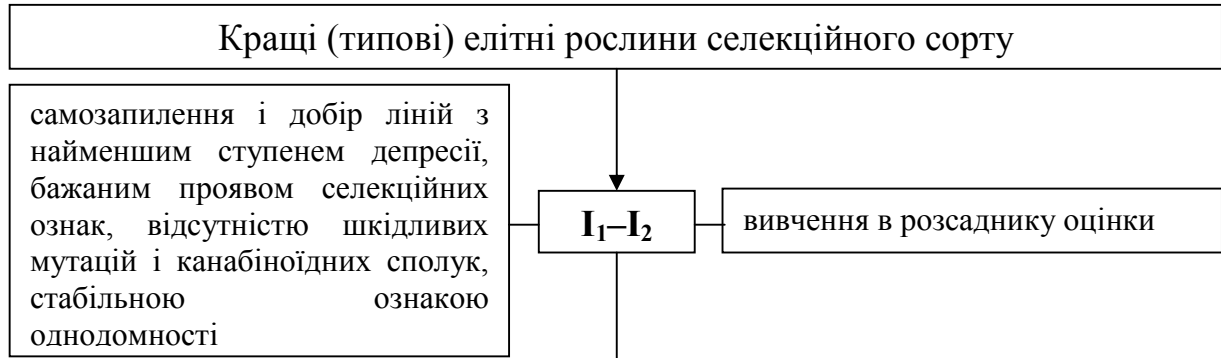 Кращі (типові) елітні рослини селекційного сорту
самозапилення і добір ліній з
найменшим ступенем депресії,
бажаним проявом селекційних
ознак, відсутністю шкідливих
мутацій і канабіноїдних сполук,
стабільною ознакою
однодомності
I₁–I₂
вивчення в розсаднику оцінки